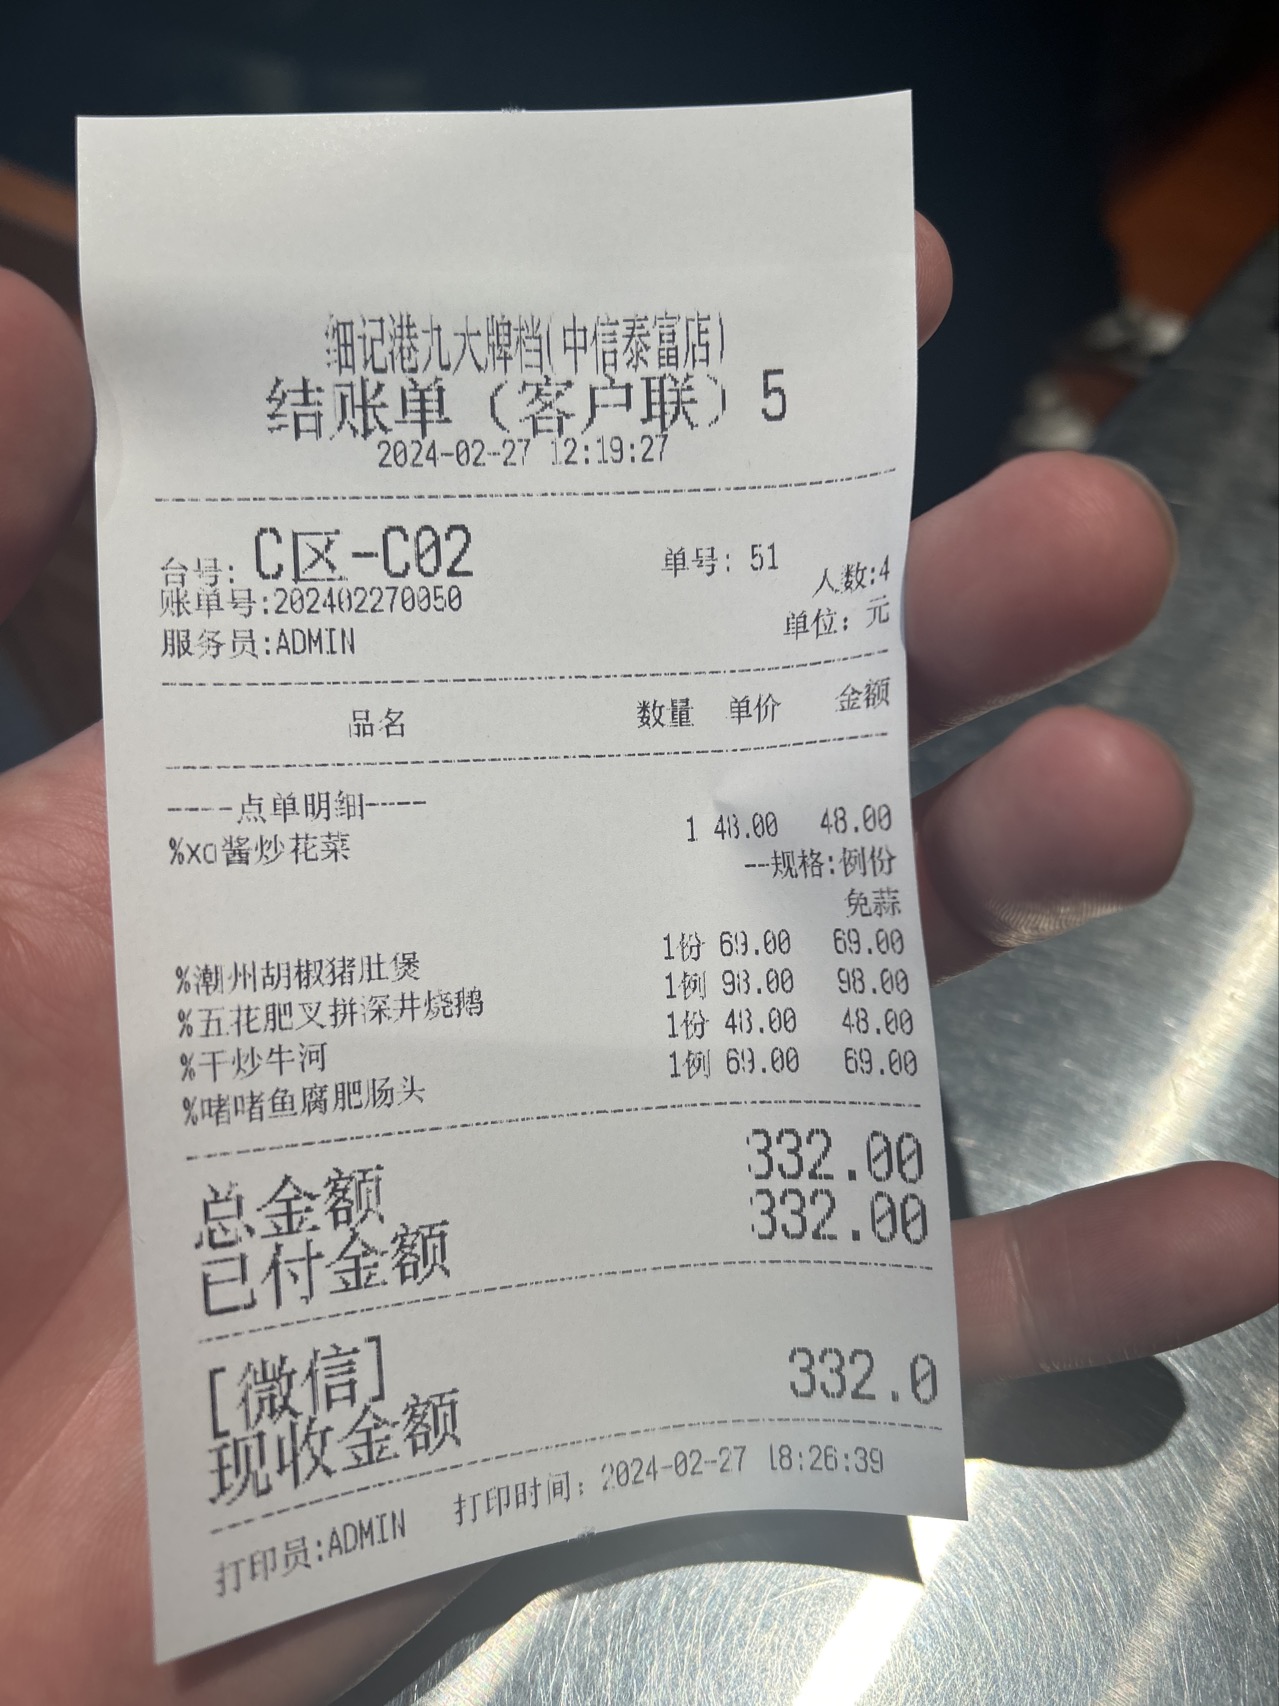 细记港九大牌档(中信泰富店)
结账单（客户联）5
2024-02-27 12:19:27
台号: C区-C02 单号: 51 人数:4
账单号:202402270050 单位: 元
服务员:ADMIN
品名 数量 单价 金额
----点单明细----
%xo酱炒花菜 1 48.00 48.00
--规格:例份
免蒜
%潮州胡椒猪肚煲 1份 69.00 69.00
%五花肥叉拼深井烧鹅 1例 98.00 98.00
%干炒牛河 1份 48.00 48.00
%啫啫鱼腐肥肠头 1例 69.00 69.00
总金额 332.00
已付金额 332.00
[微信] 332.0
现收金额
打印员:ADMIN 打印时间: 2024-02-27 18:26:39